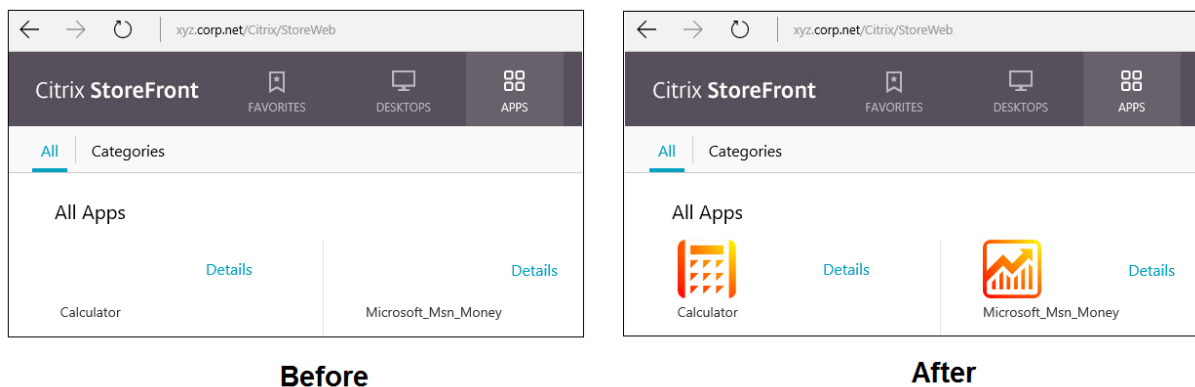 xyz.corp.net/Citrix/StoreWeb
Citrix StoreFront
FAVORITES
DESKTOPS
APPS
All
Categories
All Apps
Details
Details
Calculator
Microsoft_Msn_Money
Before
xyz.corp.net/Citrix/StoreWeb
Citrix StoreFront
FAVORITES
DESKTOPS
APPS
All
Categories
All Apps
Details
Details
Calculator
Microsoft_Msn_Money
After